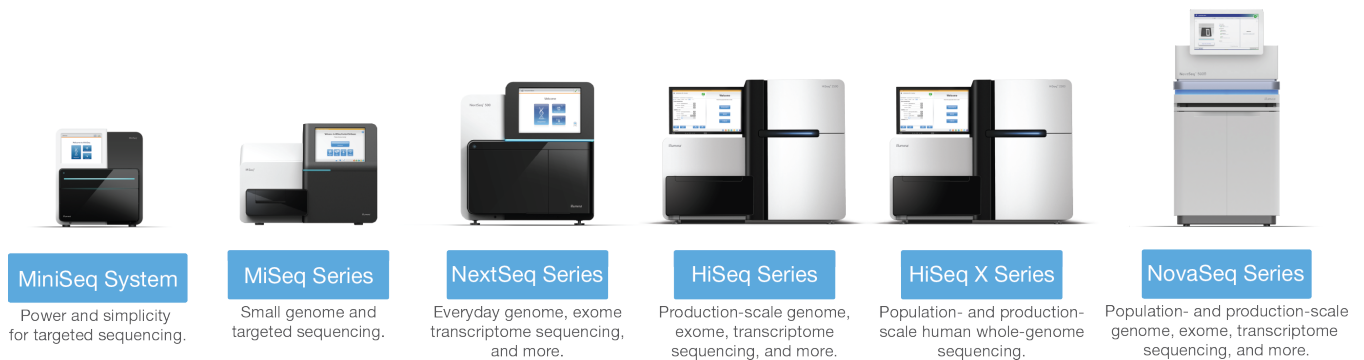 MiniSeq System
Power and simplicity
for targeted sequencing.
MiSeq Series
Small genome and
targeted sequencing.
NextSeq Series
Everyday genome, exome
transcriptome sequencing,
and more.
HiSeq Series
Production-scale genome,
exome, transcriptome
sequencing, and more.
HiSeq X Series
Population- and production-
scale human whole-genome
sequencing.
NovaSeq Series
Population- and production-scale
genome, exome, transcriptome
sequencing, and more.